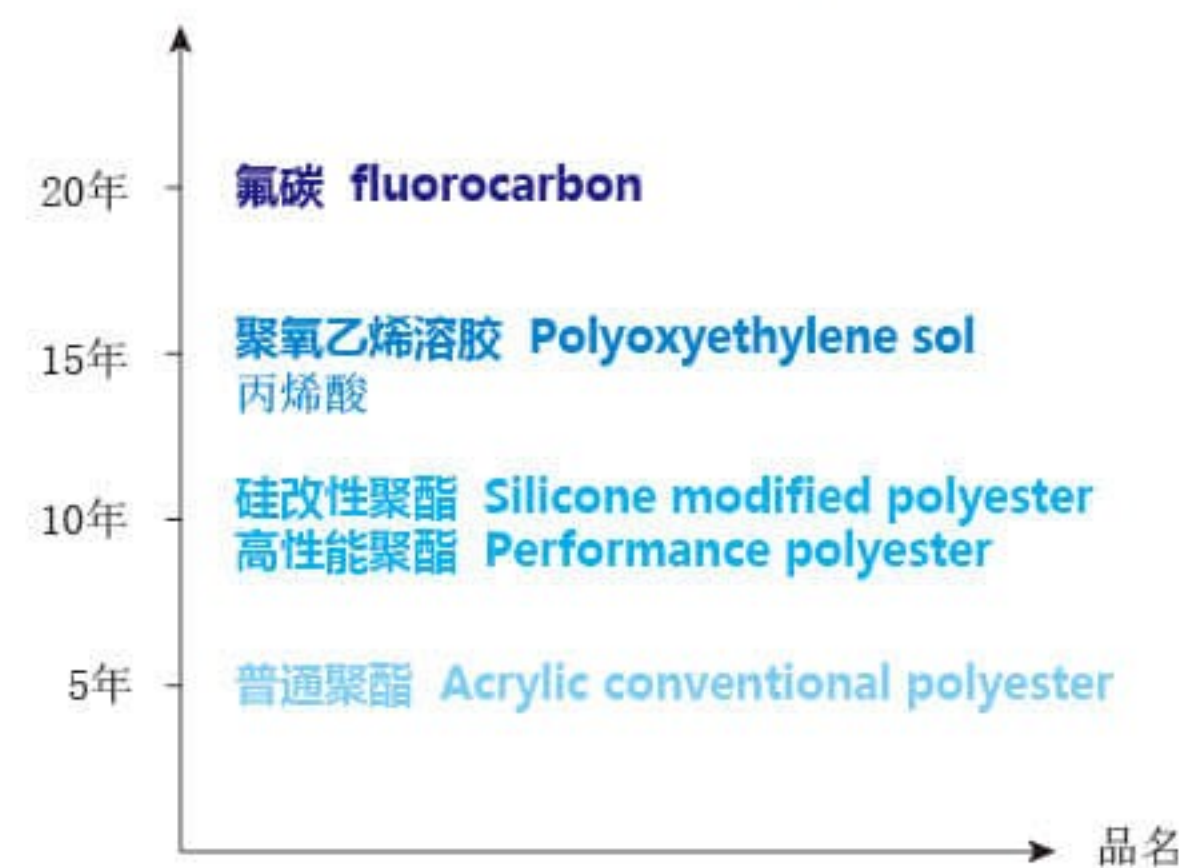 20年 氟碳 fluorocarbon
15年 聚氧乙烯溶胶 Polyoxyethylene sol
丙烯酸
10年 硅改性聚酯 Silicone modified polyester
高性能聚酯 Performance polyester
5年 普通聚酯 Acrylic conventional polyester
品名